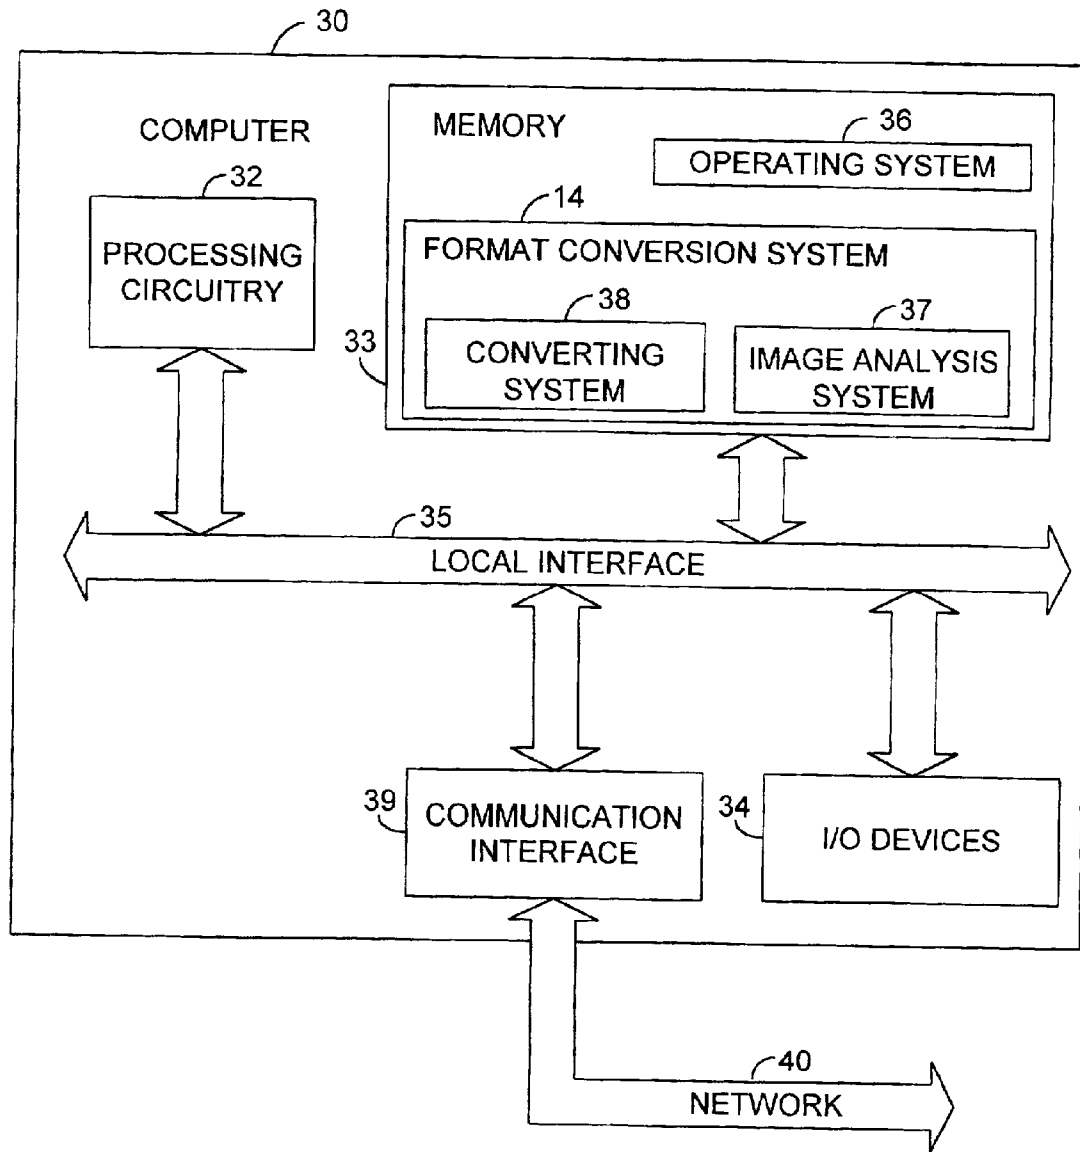 30
COMPUTER
MEMORY
36
OPERATING SYSTEM
32
PROCESSING
CIRCUITRY
14
FORMAT CONVERSION SYSTEM
38
CONVERTING
SYSTEM
37
IMAGE ANALYSIS
SYSTEM
33
35
LOCAL INTERFACE
39
COMMUNICATION
INTERFACE
34
I/O DEVICES
40
NETWORK